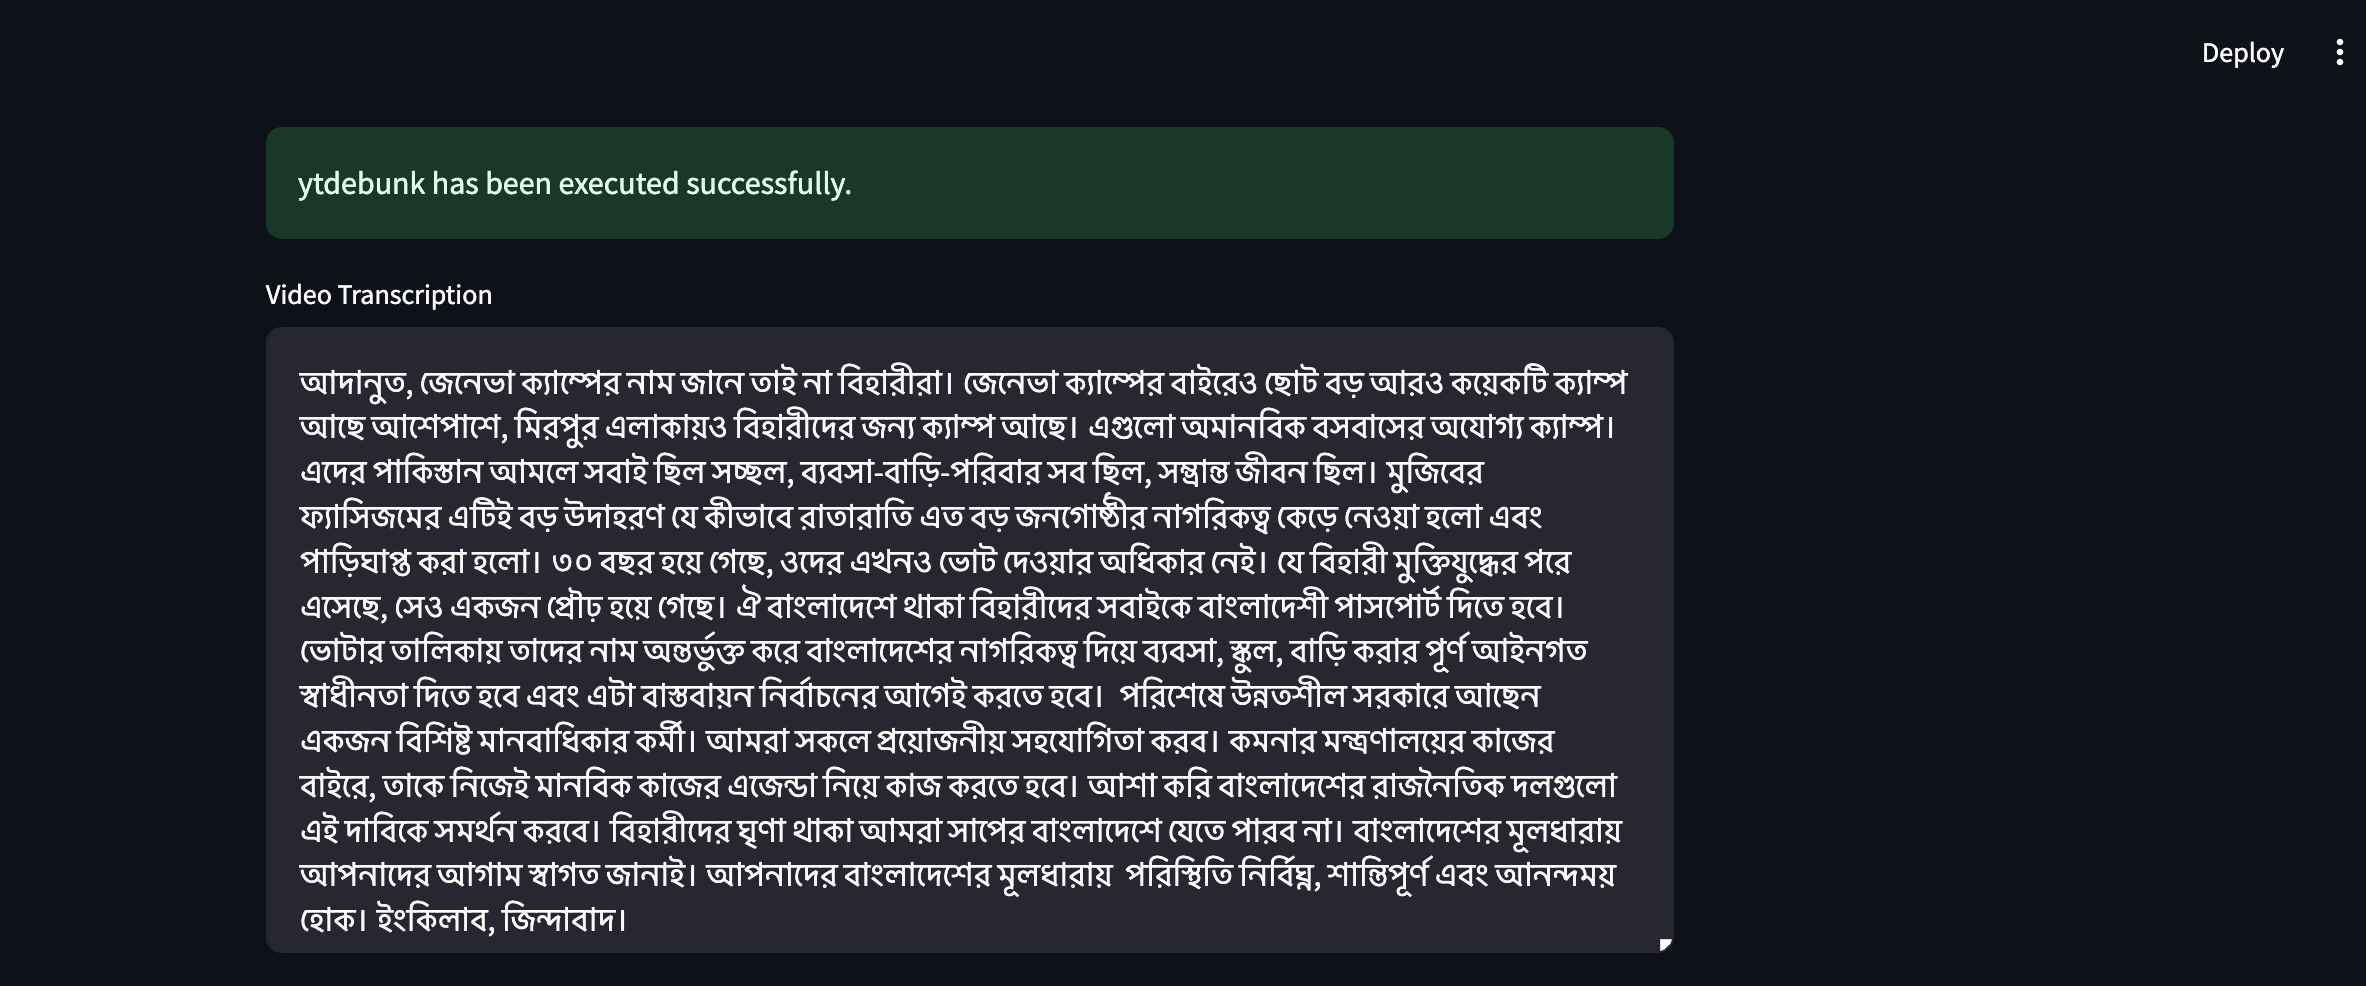 Deploy
ytdebunk has been executed successfully.
Video Transcription
আদানুত, জেনেভা ক্যাম্পের নাম জানে তাই না বিহারীরা। জেনেভা ক্যাম্পের বাইরেও ছোট বড় আরও কয়েকটি ক্যাম্প
আছে আশেপাশে, মিরপুর এলাকায়ও বিহারীদের জন্য ক্যাম্প আছে। এগুলো অমানবিক বসবাসের অযোগ্য ক্যাম্প।
এদের পাকিস্তান আমলে সবাই ছিল সচ্ছল, ব্যবসা-বাড়ি-পরিবার সব ছিল, সম্ভ্রান্ত জীবন ছিল। মুজিবের
ফ্যাসিজমের এটিই বড় উদাহরণ যে কীভাবে রাতারাতি এত বড় জনগোষ্ঠীর নাগরিকত্ব কেড়ে নেওয়া হলো এবং
পাড়িঘাপ্ত করা হলো। ৩০ বছর হয়ে গেছে, ওদের এখনও ভোট দেওয়ার অধিকার নেই। যে বিহারী মুক্তিযুদ্ধের পরে
এসেছে, সেও একজন প্রৌঢ় হয়ে গেছে। ঐ বাংলাদেশে থাকা বিহারীদের সবাইকে বাংলাদেশী পাসপোর্ট দিতে হবে।
ভোটার তালিকায় তাদের নাম অন্তর্ভুক্ত করে বাংলাদেশের নাগরিকত্ব দিয়ে ব্যবসা, স্কুল, বাড়ি করার পূর্ণ আইনগত
স্বাধীনতা দিতে হবে এবং এটা বাস্তবায়ন নির্বাচনের আগেই করতে হবে। পরিশেষে উন্নতশীল সরকারে আছেন
একজন বিশিষ্ট মানবাধিকার কর্মী। আমরা সকলে প্রয়োজনীয় সহযোগিতা করব। কমনার মন্ত্রণালয়ের কাজের
বাইরে, তাকে নিজেই মানবিক কাজের এজেন্ডা নিয়ে কাজ করতে হবে। আশা করি বাংলাদেশের রাজনৈতিক দলগুলো
এই দাবিকে সমর্থন করবে। বিহারীদের ঘৃণা থাকা আমরা সাপের বাংলাদেশে যেতে পারব না। বাংলাদেশের মূলধারায়
আপনাদের আগাম স্বাগত জানাই। আপনাদের বাংলাদেশের মূলধারায় পরিস্থিতি নির্বিঘ্ন, শান্তিপূর্ণ এবং আনন্দময়
হোক। ইংকিলাব, জিন্দাবাদ।